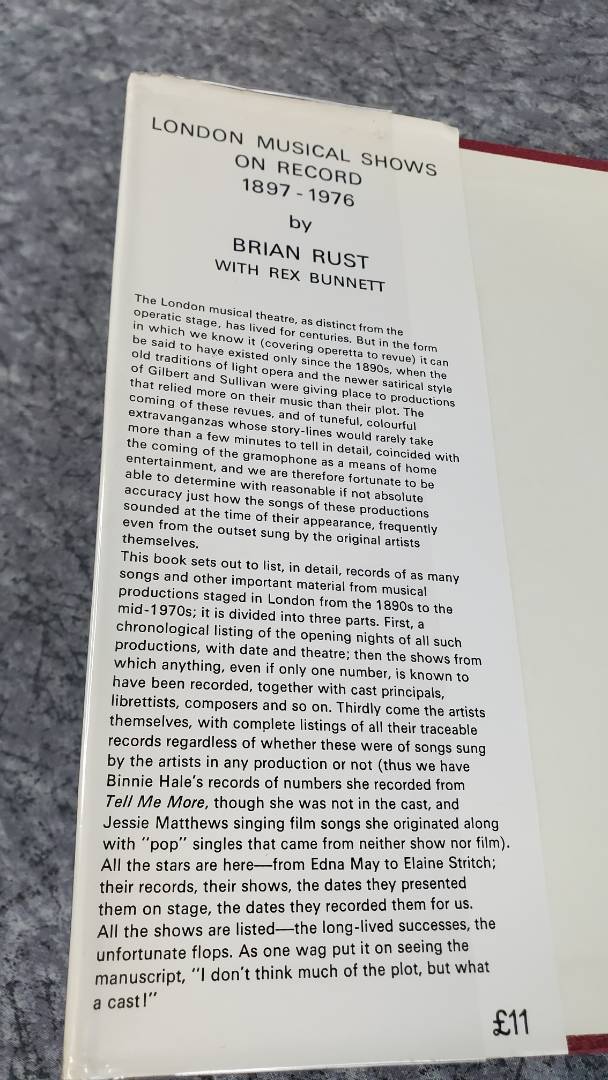 LONDON MUSICAL SHOWS
ON RECORD
1897 - 1976
by
BRIAN RUST
WITH REX BUNNETT
The London musical theatre, as distinct from the
operatic stage, has lived for centuries. But in the form
in which we know it (covering operetta to revue) it can
be said to have existed only since the 1890s, when the
old traditions of light opera and the newer satirical style
of Gilbert and Sullivan were giving place to productions
that relied more on their music than their plot. The
coming of these revues, and of tuneful, colourful
extravaganzas whose story-lines would rarely take
more than a few minutes to tell in detail, coincided with
the coming of the gramophone as a means of home
entertainment, and we are therefore fortunate to be
able to determine with reasonable if not absolute
accuracy just how the songs of these productions
sounded at the time of their appearance, frequently
even from the outset sung by the original artists
themselves.
This book sets out to list, in detail, records of as many
songs and other important material from musical
productions staged in London from the 1890s to the
mid-1970s; it is divided into three parts. First, a
chronological listing of the opening nights of all such
productions, with date and theatre; then the shows from
which anything, even if only one number, is known to
have been recorded, together with cast principals,
librettists, composers and so on. Thirdly come the artists
themselves, with complete listings of all their traceable
records regardless of whether these were of songs sung
by the artists in any production or not (thus we have
Binnie Hale's records of numbers she recorded from
Tell Me More, though she was not in the cast, and
Jessie Matthews singing film songs she originated along
with "pop" singles that came from neither show nor film).
All the stars are here—from Edna May to Elaine Stritch;
their records, their shows, the dates they presented
them on stage, the dates they recorded them for us.
All the shows are listed—the long-lived successes, the
unfortunate flops. As one wag put it on seeing the
manuscript, "I don't think much of the plot, but what
a cast!"
£11